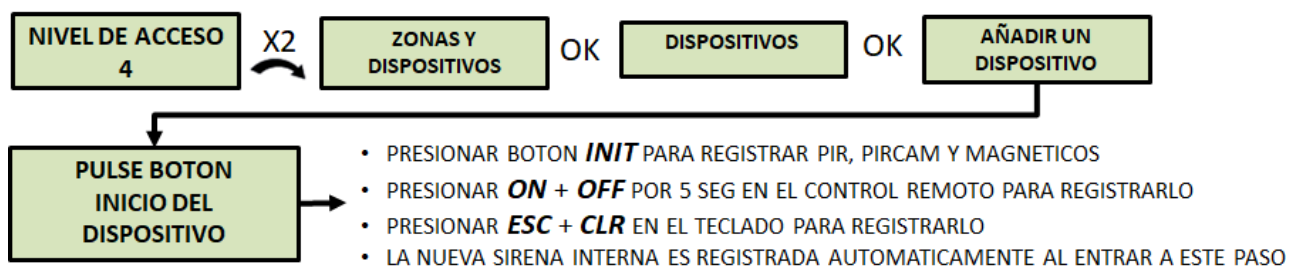 NIVEL DE ACCESO
4
X2
ZONAS Y
DISPOSITIVOS
OK
DISPOSITIVOS
OK
AÑADIR UN
DISPOSITIVO
PULSE BOTON
INICIO DEL
DISPOSITIVO
• PRESIONAR BOTON INIT PARA REGISTRAR PIR, PIRCAM Y MAGNETICOS
• PRESIONAR ON + OFF POR 5 SEG EN EL CONTROL REMOTO PARA REGISTRARLO
• PRESIONAR ESC + CLR EN EL TECLADO PARA REGISTRARLO
• LA NUEVA SIRENA INTERNA ES REGISTRADA AUTOMATICAMENTE AL ENTRAR A ESTE PASO